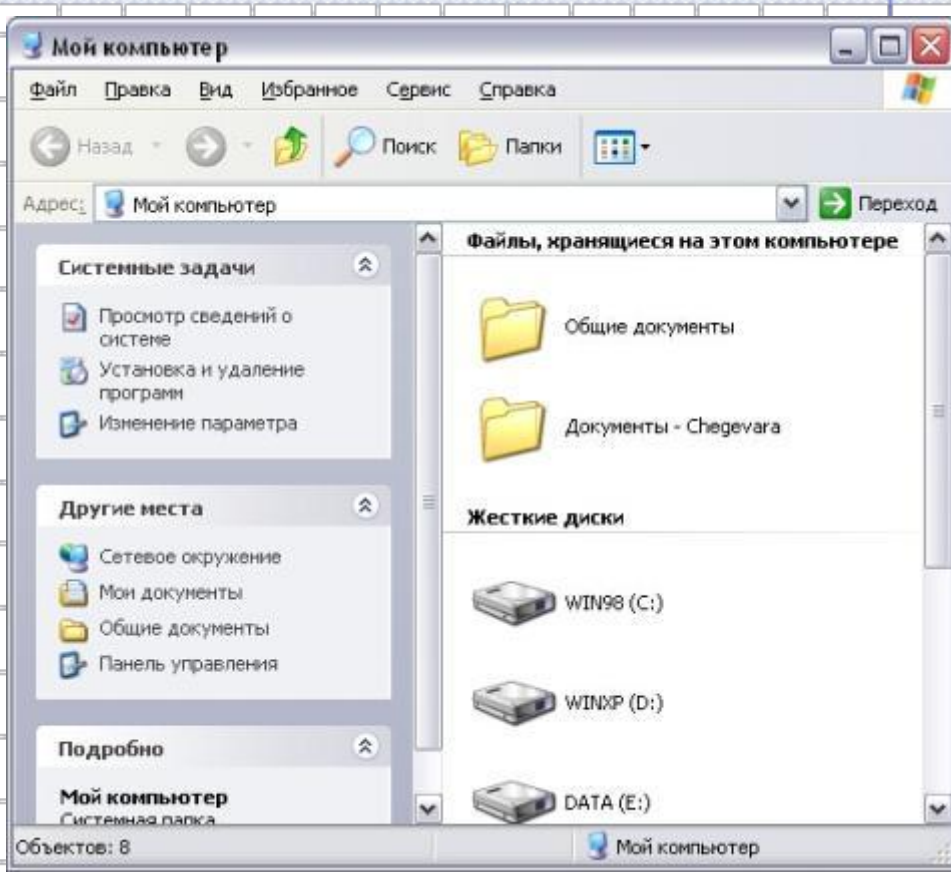 Мой компьютер
Файл Правка Вид Избранное Сервис Справка
Назад Поиск Папки
Адрес: Мой компьютер Переход
Системные задачи
Просмотр сведений о
системе
Установка и удаление
программ
Изменение параметра
Другие места
Сетевое окружение
Мои документы
Общие документы
Панель управления
Подробно
Мой компьютер
Системная папка
Файлы, хранящиеся на этом компьютере
Общие документы
Документы - Chegevara
Жесткие диски
WIN98 (C:)
WINXP (D:)
DATA (E:)
Объектов: 8 Мой компьютер